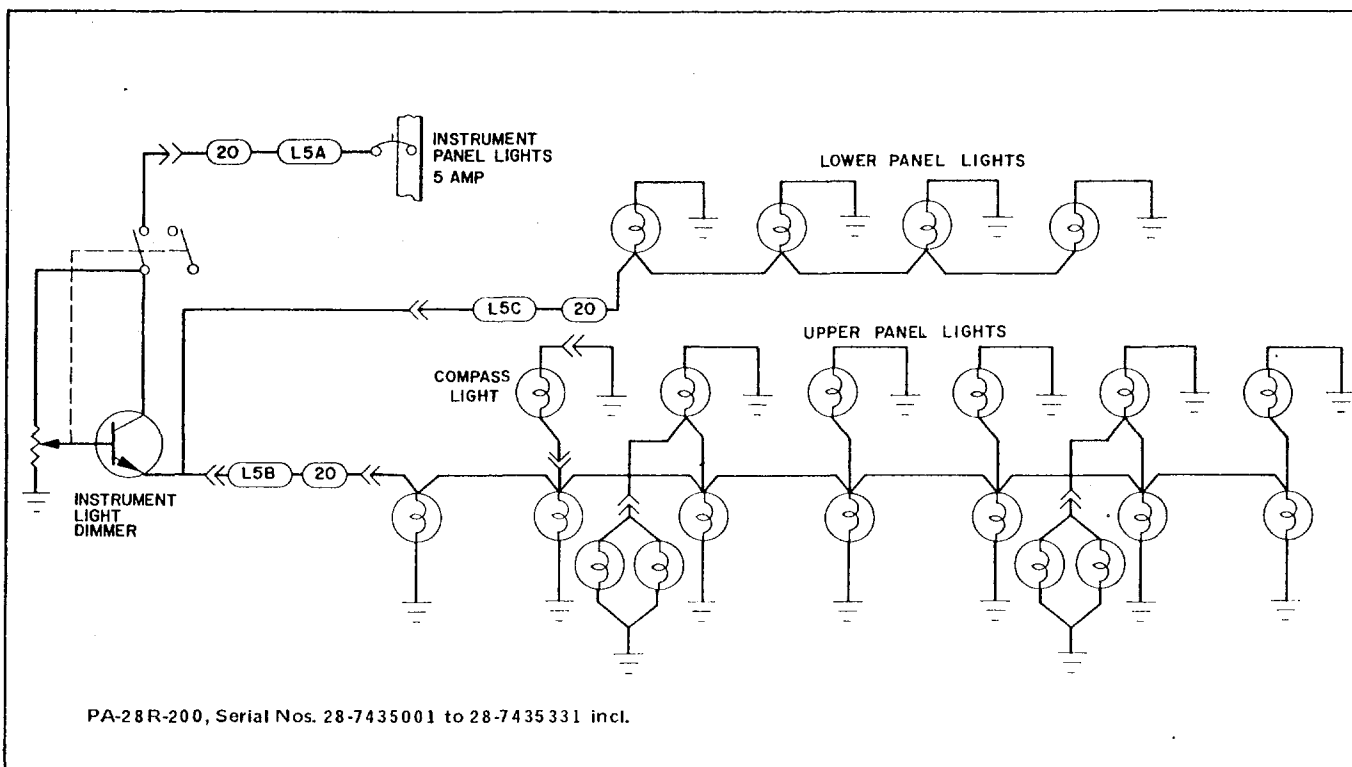 20
L5A
INSTRUMENT
PANEL LIGHTS
5 AMP
LOWER PANEL LIGHTS
L5C
20
UPPER PANEL LIGHTS
COMPASS
LIGHT
L5B
20
INSTRUMENT
LIGHT
DIMMER
PA-28R-200, Serial Nos. 28-7435001 to 28-7435331 incl.